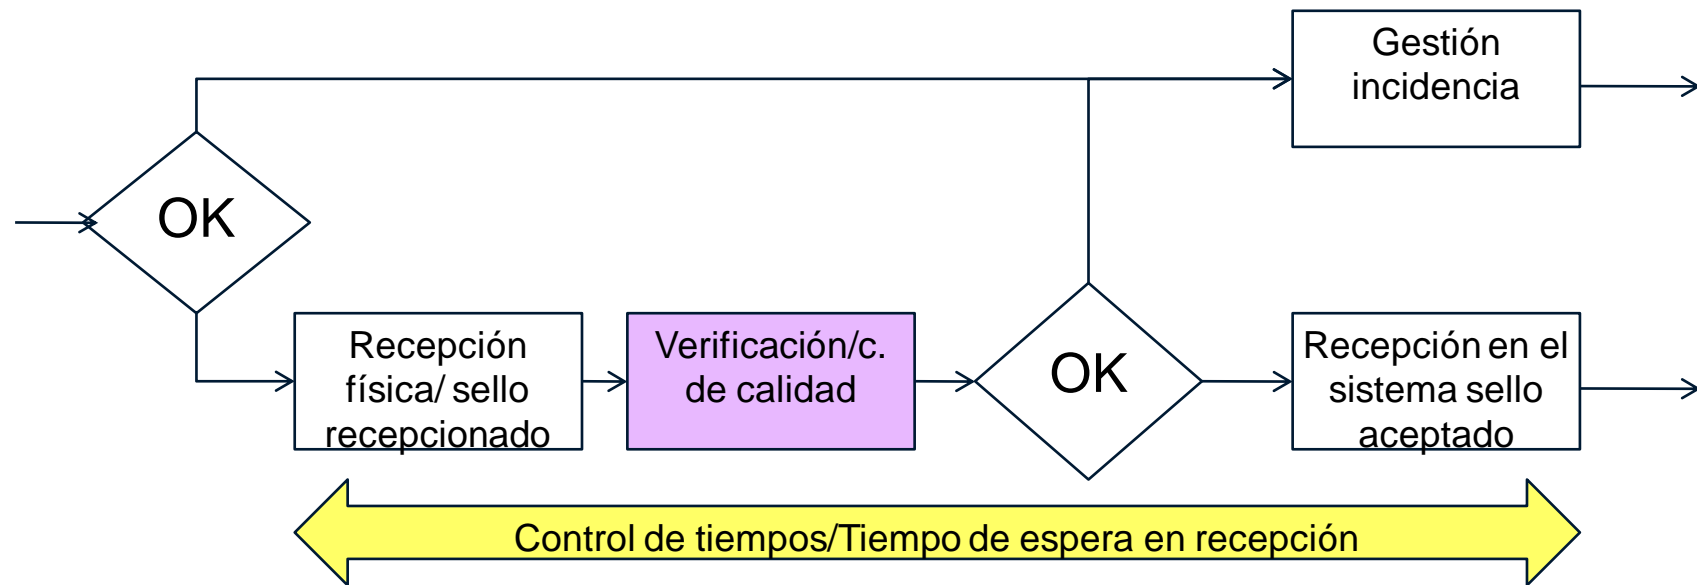 Gestión
incidencia
OK
Recepción
física/ sello
recepcionado
Verificación/c.
de calidad
OK
Recepción en el
sistema sello
aceptado
Control de tiempos/Tiempo de espera en recepción